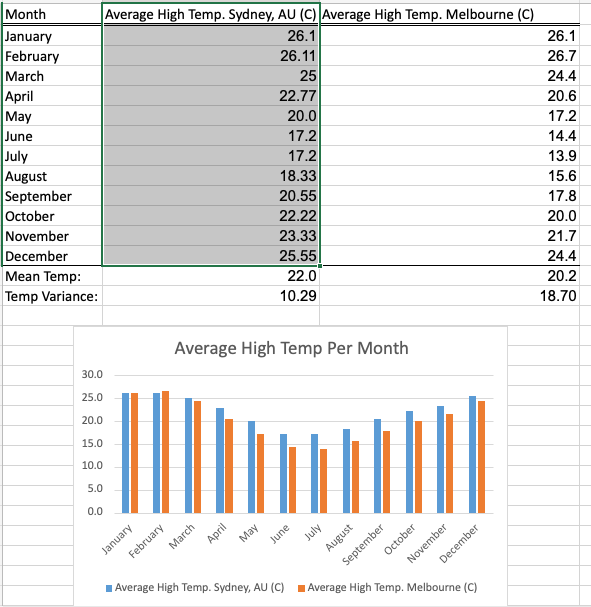 Month Average High Temp. Sydney, AU (C) Average High Temp. Melbourne (C)
January 26.1 26.1
February 26.11 26.7
March 25 24.4
April 22.77 20.6
May 20.0 17.2
June 17.2 14.4
July 17.2 13.9
August 18.33 15.6
September 20.55 17.8
October 22.22 20.0
November 23.33 21.7
December 25.55 24.4
Mean Temp: 22.0 20.2
Temp Variance: 10.29 18.70
Average High Temp Per Month
30.0
25.0
20.0
15.0
10.0
5.0
0.0
January February March April May June July August September October November December
Average High Temp. Sydney, AU (C) Average High Temp. Melbourne (C)